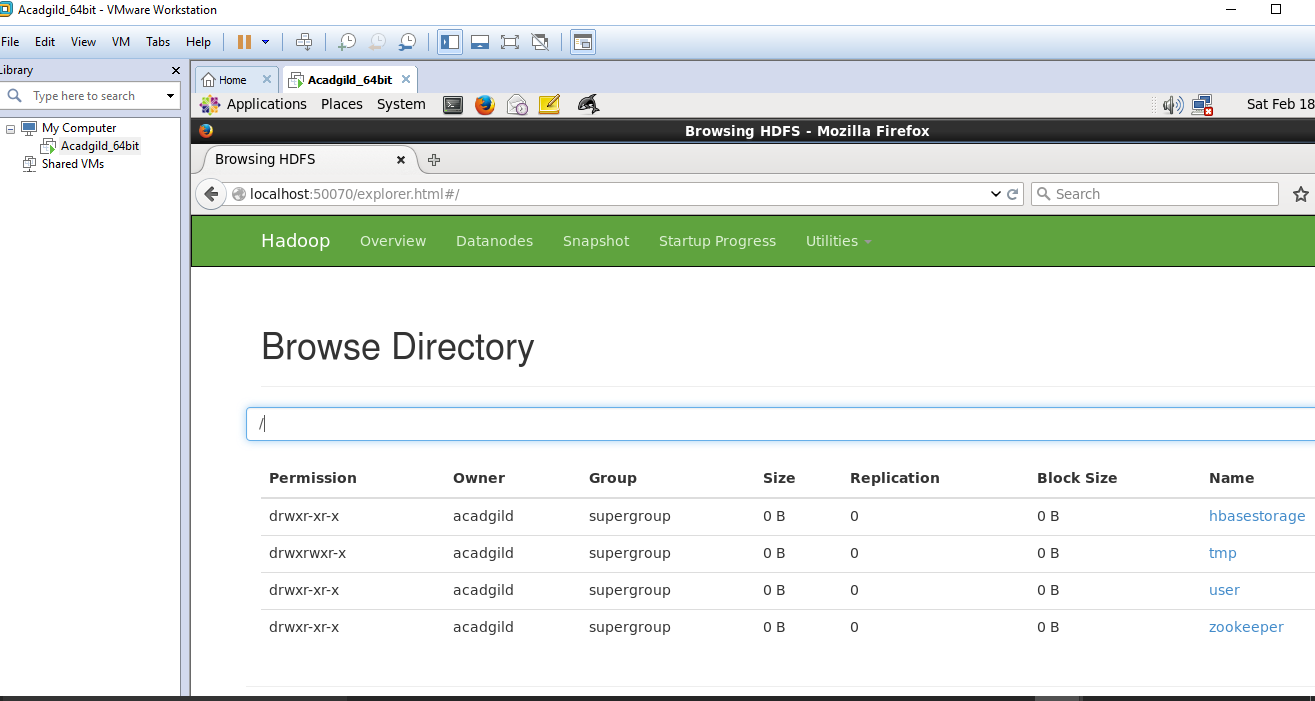 Acadgild_64bit - VMware Workstation
File Edit View VM Tabs Help
Library
Type here to search
My Computer
Acadgild_64bit
Shared VMs
Home Acadgild_64bit
Applications Places System Sat Feb 18
Browsing HDFS - Mozilla Firefox
Browsing HDFS
localhost:50070/explorer.html#/ Search
Hadoop Overview Datanodes Snapshot Startup Progress Utilities
Browse Directory
/
Permission Owner Group Size Replication Block Size Name
drwxr-xr-x acadgild supergroup 0 B 0 0 B hbasestorage
drwxrwxr-x acadgild supergroup 0 B 0 0 B tmp
drwxr-xr-x acadgild supergroup 0 B 0 0 B user
drwxr-xr-x acadgild supergroup 0 B 0 0 B zookeeper